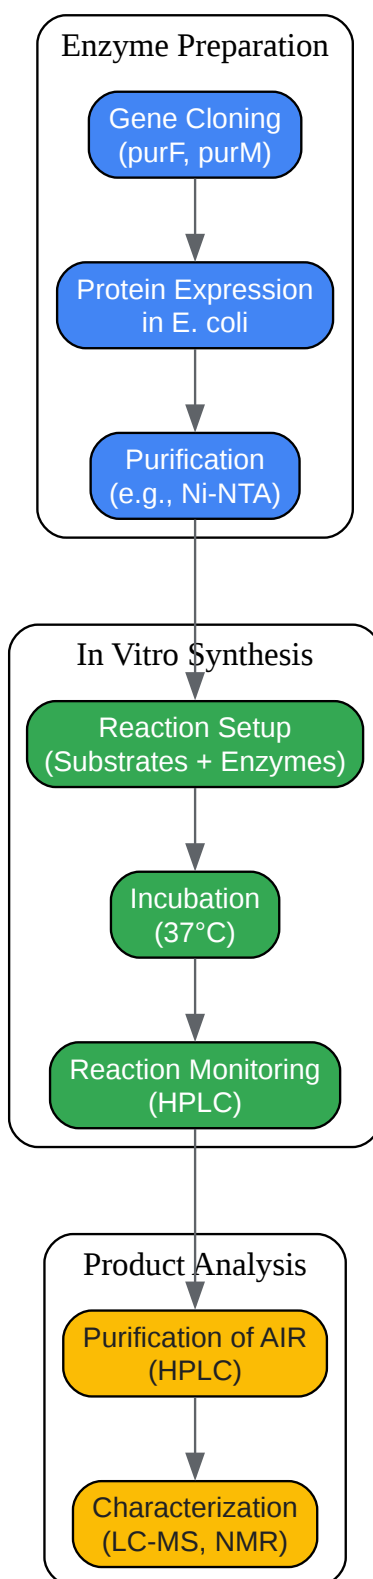 Enzyme Preparation
Gene Cloning
(purF, purM)
Protein Expression
in E. coli
Purification
(e.g., Ni-NTA)
In Vitro Synthesis
Reaction Setup
(Substrates + Enzymes)
Incubation
(37°C)
Reaction Monitoring
(HPLC)
Product Analysis
Purification of AIR
(HPLC)
Characterization
(LC-MS, NMR)